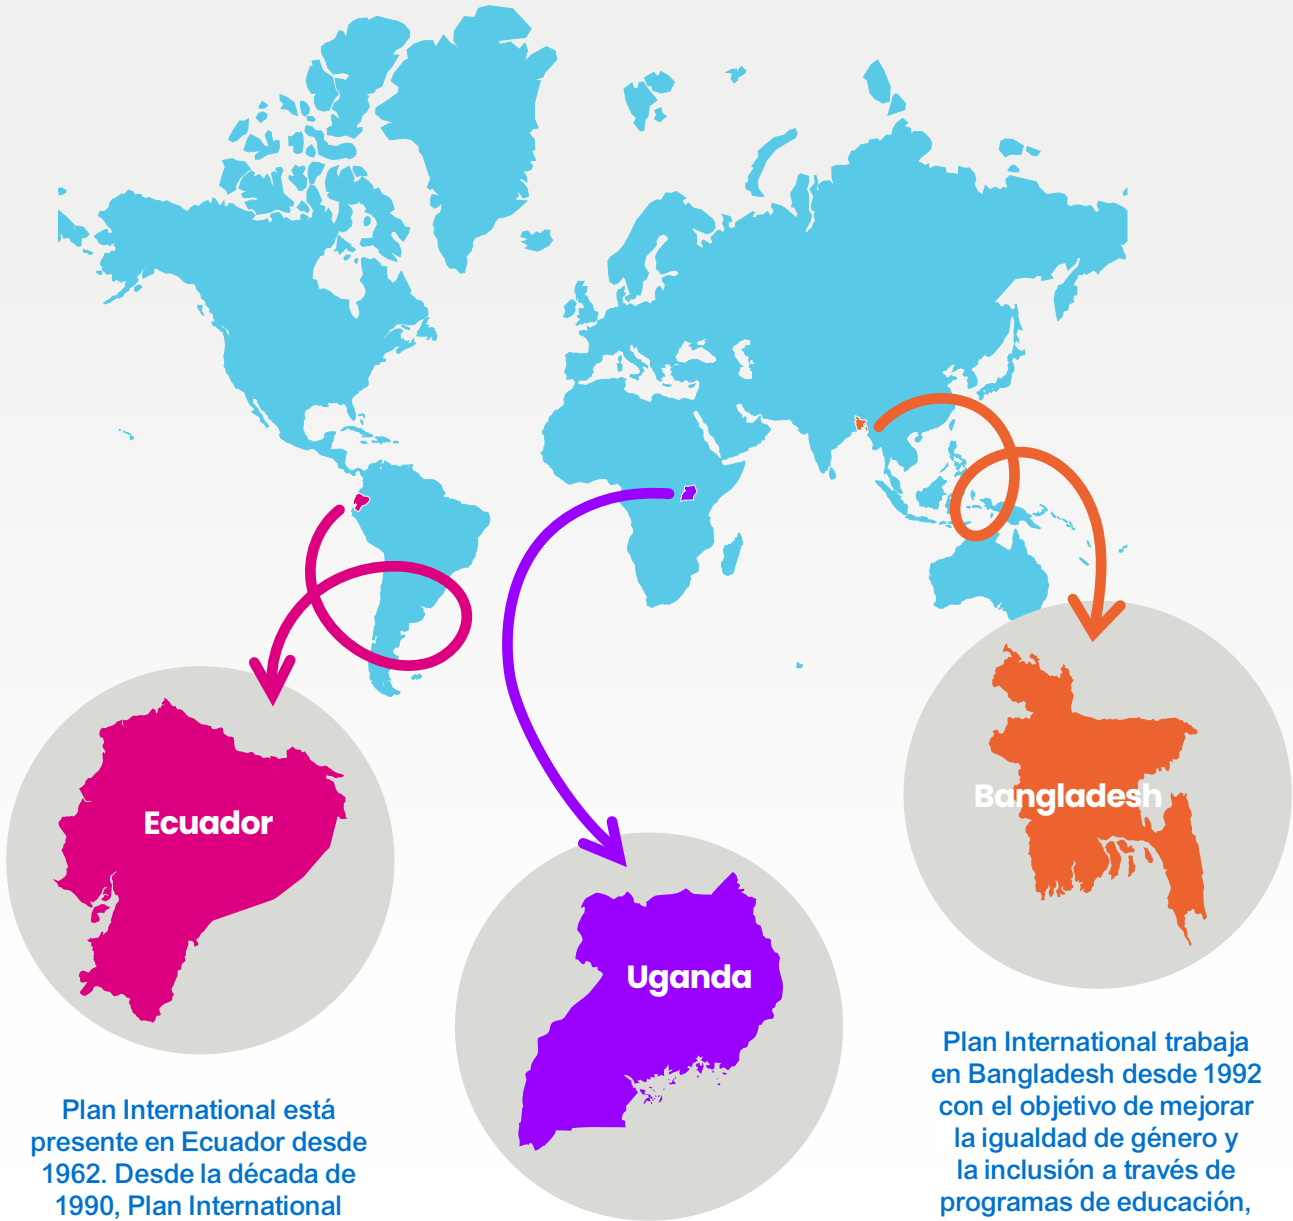 Ecuador
Uganda
Bangladesh
Plan International está
presente en Ecuador desde
1962. Desde la década de
1990, Plan International
Plan International trabaja
en Bangladesh desde 1992
con el objetivo de mejorar
la igualdad de género y
la inclusión a través de
programas de educación,